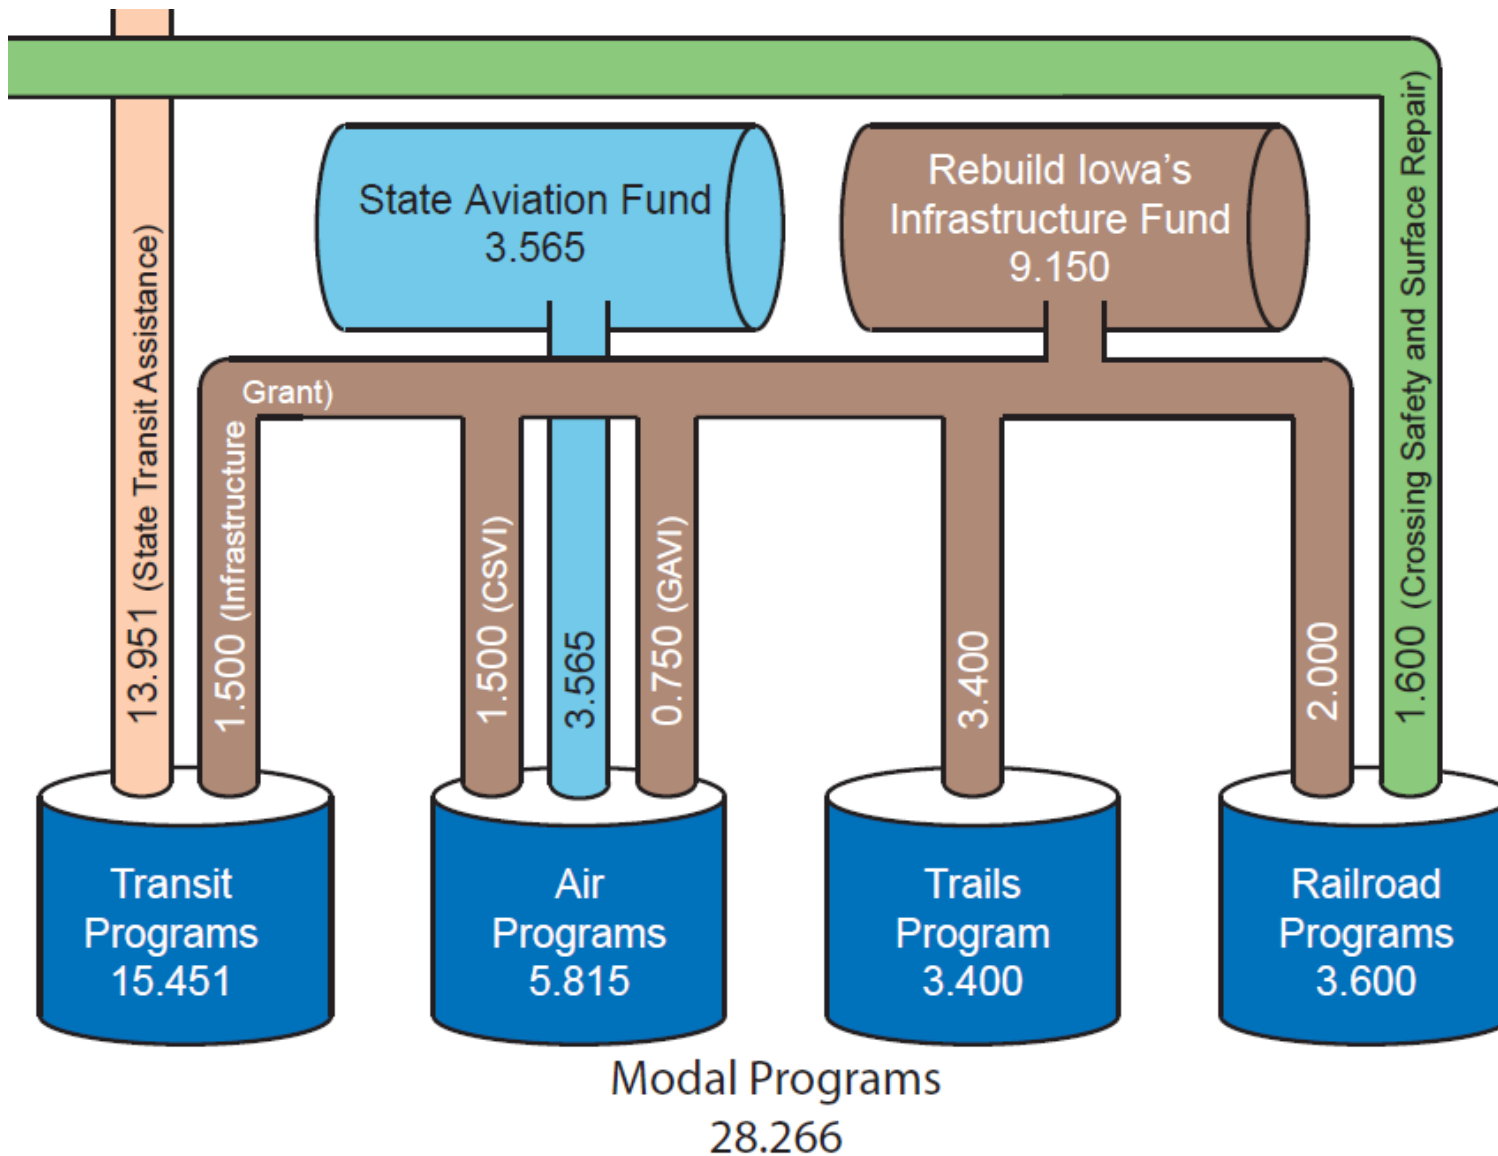 State Aviation Fund
3.565
Rebuild Iowa's
Infrastructure Fund
9.150
13.951 (State Transit Assistance)
1.500 (Infrastructure
Grant)
1.500 (CSVI)
3.565
0.750 (GAVI)
3.400
2.000
1.600 (Crossing Safety and Surface Repair)
Transit
Programs
15.451
Air
Programs
5.815
Trails
Program
3.400
Railroad
Programs
3.600
Modal Programs
28.266